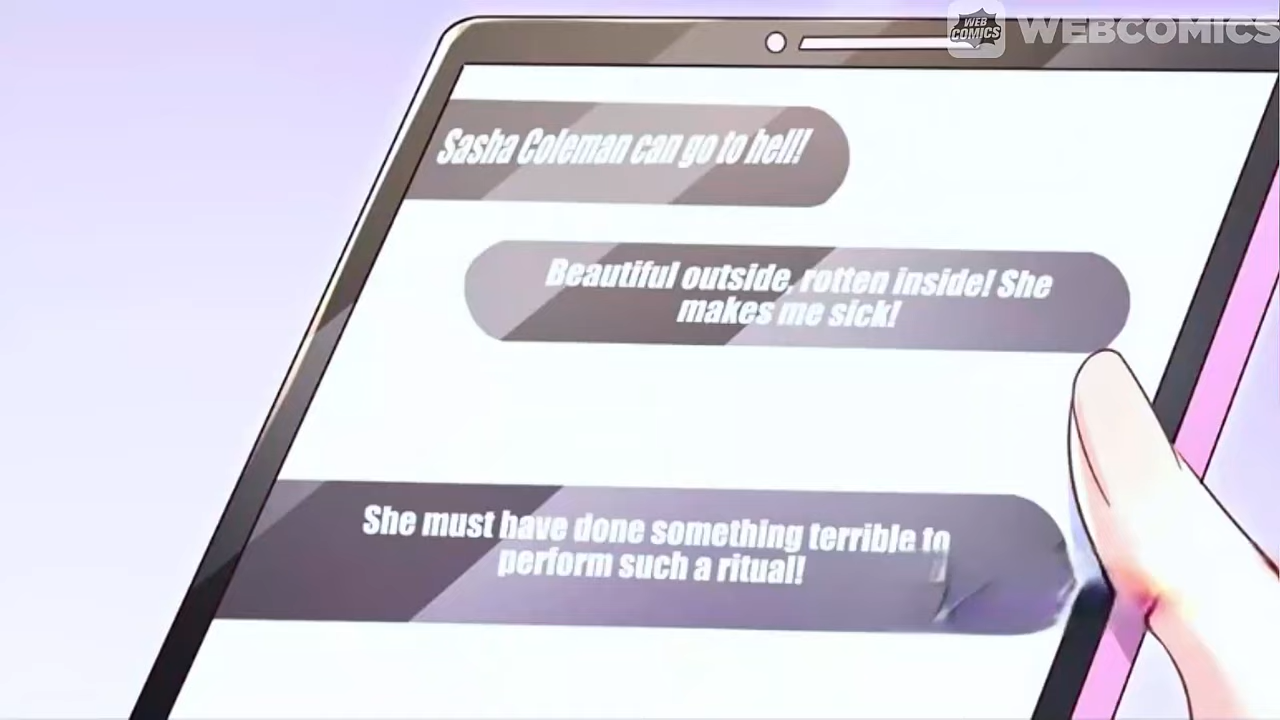 WEB
COMICS
WEBCOMICS
Sasha Coleman can go to hell!
Beautiful outside, rotten inside! She
makes me sick!
She must have done something terrible to
perform such a ritual!